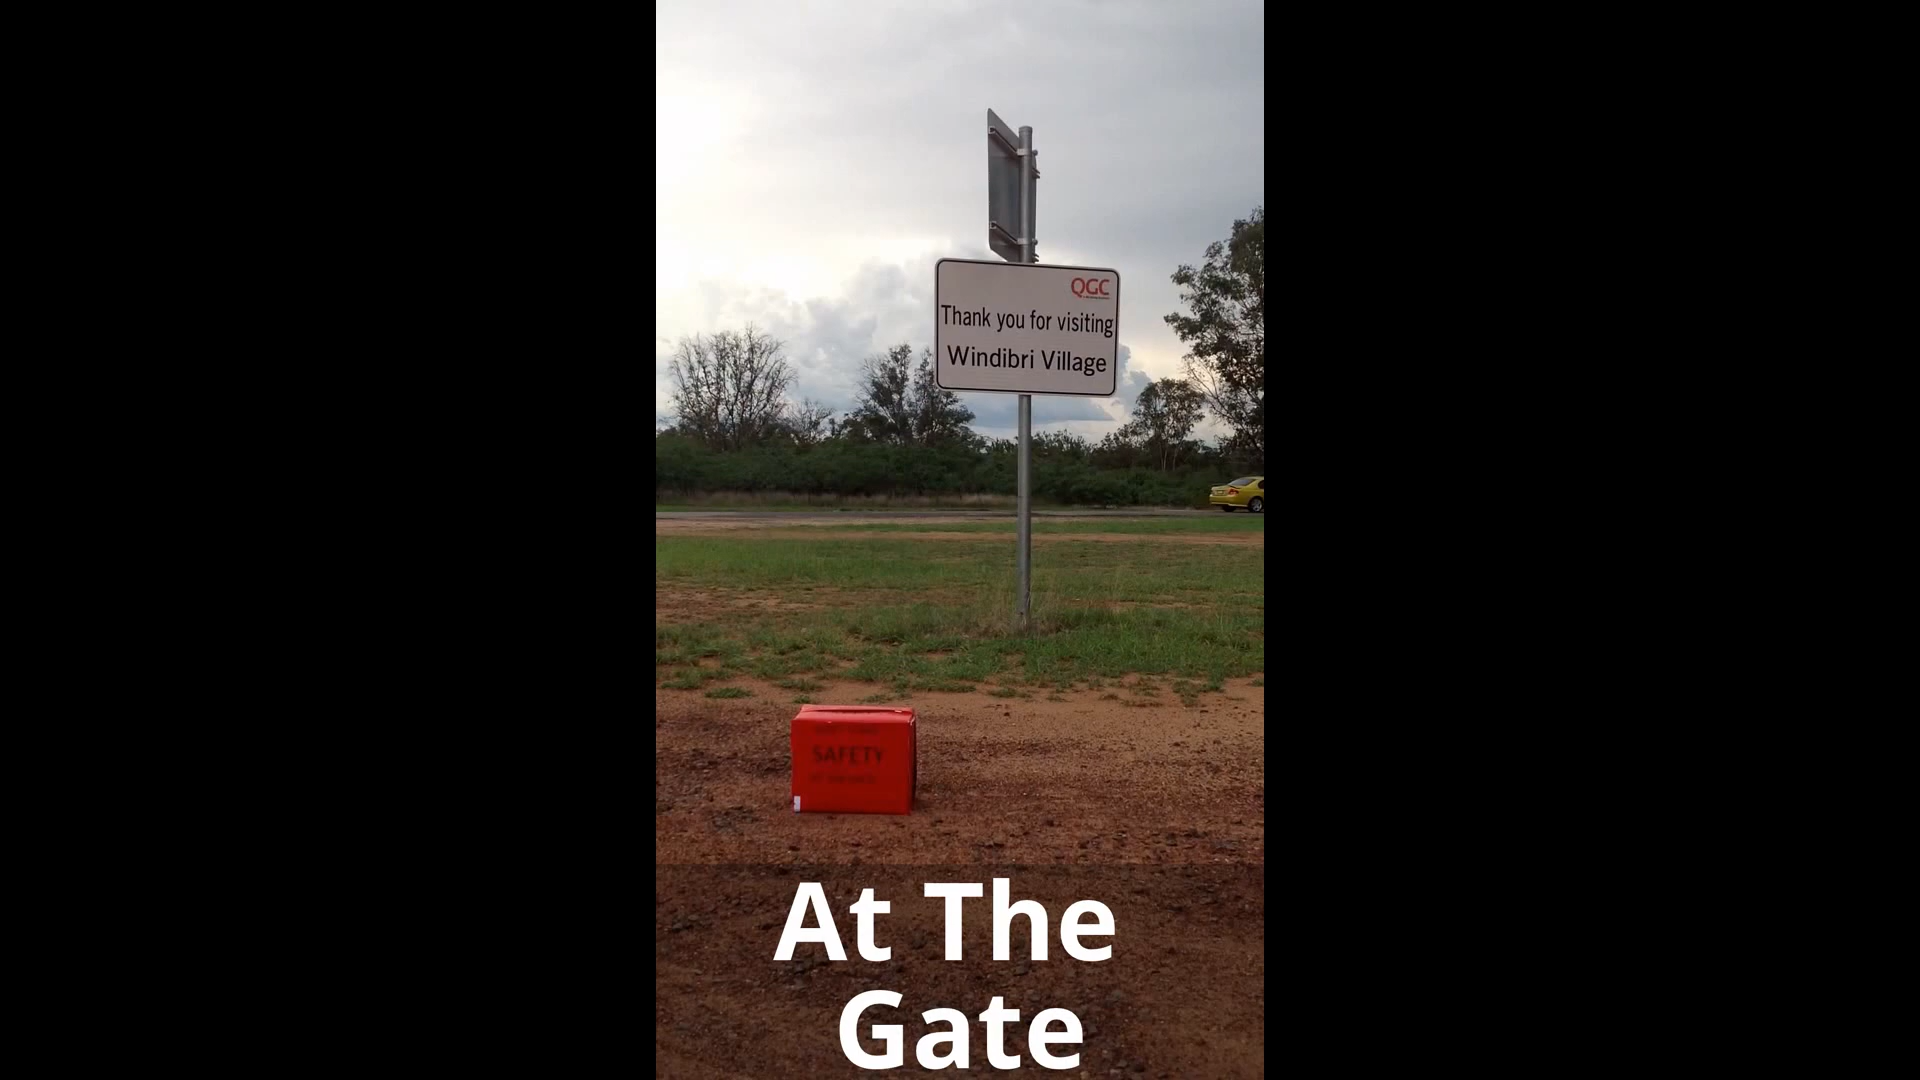 QGC
Thank you for visiting
Windibri Village
SAFETY
At The
Gate